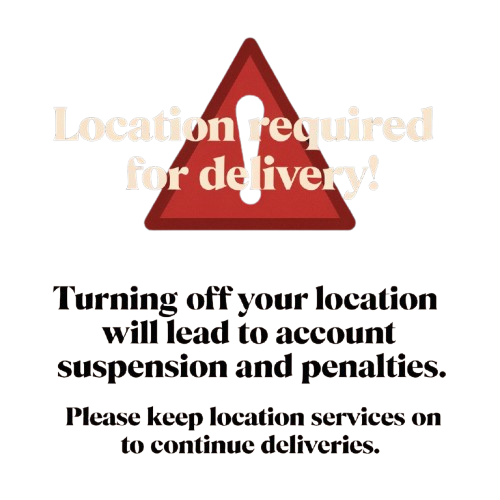 Location required
for delivery!
Turning off your location
will lead to account
suspension and penalties.
Please keep location services on
to continue deliveries.